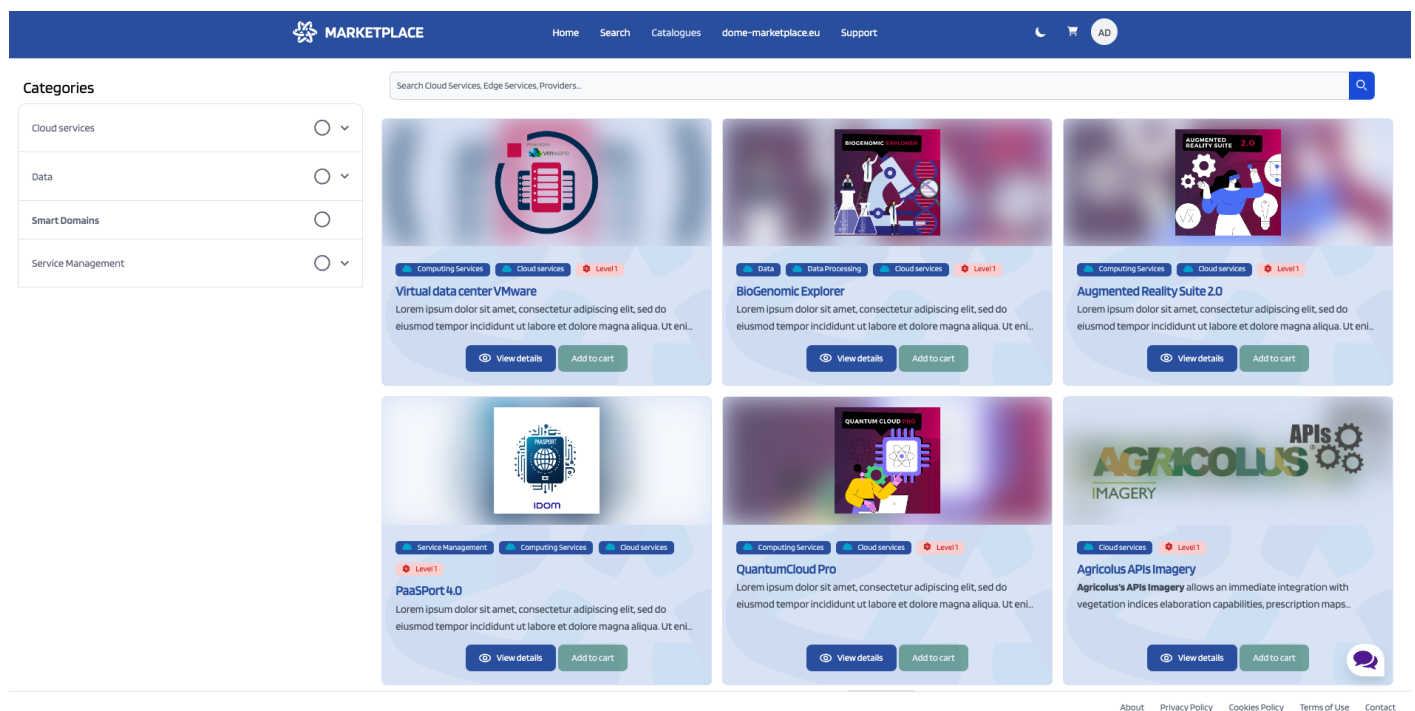 MARKETPLACE
Home Search Catalogues dome-marketplace.eu Support
AD
Categories
Cloud services
Data
Smart Domains
Service Management
Search Cloud Services, Edge Services, Providers...
vmware
Computing Services Cloud services Level 1
Virtual data center VMware
Lorem ipsum dolor sit amet, consectetur adipiscing elit, sed do
eiusmod tempor incididunt ut labore et dolore magna aliqua. Ut eni...
View details Add to cart
BIOGENOMIC EXPLORER
Data Data Processing Cloud services Level 1
BioGenomic Explorer
Lorem ipsum dolor sit amet, consectetur adipiscing elit, sed do
eiusmod tempor incididunt ut labore et dolore magna aliqua. Ut eni...
View details Add to cart
AUGMENTED
REALITY SUITE 2.0
√X
Computing Services Cloud services Level 1
Augmented Reality Suite 2.0
Lorem ipsum dolor sit amet, consectetur adipiscing elit, sed do
eiusmod tempor incididunt ut labore et dolore magna aliqua. Ut eni...
View details Add to cart
PAASPORT
IDOM
Service Management Computing Services Cloud services
Level 1
PaaSPort 4.0
Lorem ipsum dolor sit amet, consectetur adipiscing elit, sed do
eiusmod tempor incididunt ut labore et dolore magna aliqua. Ut eni...
View details Add to cart
QUANTUM CLOUD PRO
Computing Services Cloud services Level 1
QuantumCloud Pro
Lorem ipsum dolor sit amet, consectetur adipiscing elit, sed do
eiusmod tempor incididunt ut labore et dolore magna aliqua. Ut eni...
View details Add to cart
APIs
AGRICOLUS®
IMAGERY
Cloud services Level 1
Agricolus APIs Imagery
Agricolus's APIs Imagery allows an immediate integration with
vegetation indices elaboration capabilities, prescription maps...
View details Add to cart
About Privacy Policy Cookies Policy Terms of Use Contact